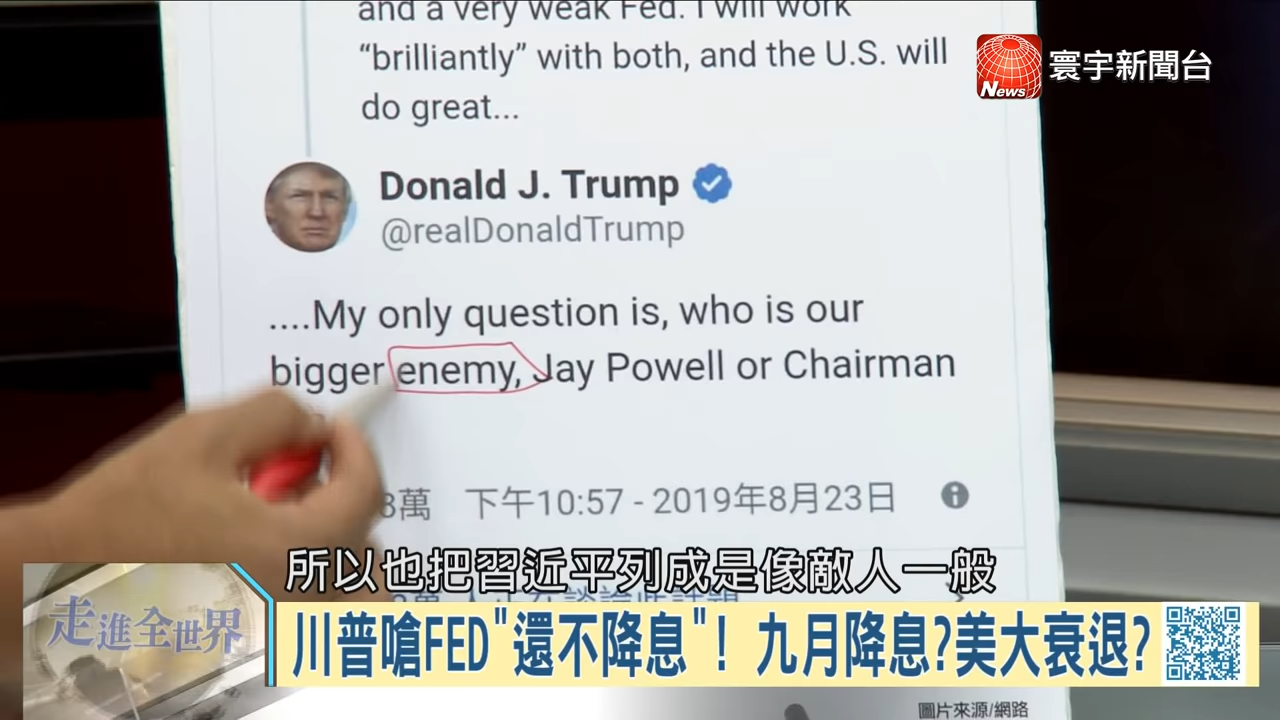 and a very weak Fed. I will work
“brilliantly” with both, and the U.S. will
do great...
News
寰宇新聞台
Donald J. Trump
@realDonaldTrump
....My only question is, who is our
bigger enemy, Jay Powell or Chairman
萬 下午10:57 - 2019年8月23日
所以也把習近平列成是像敵人一般
走進全世界
川普嗆FED"還不降息"! 九月降息?美大衰退?
圖片來源/網路